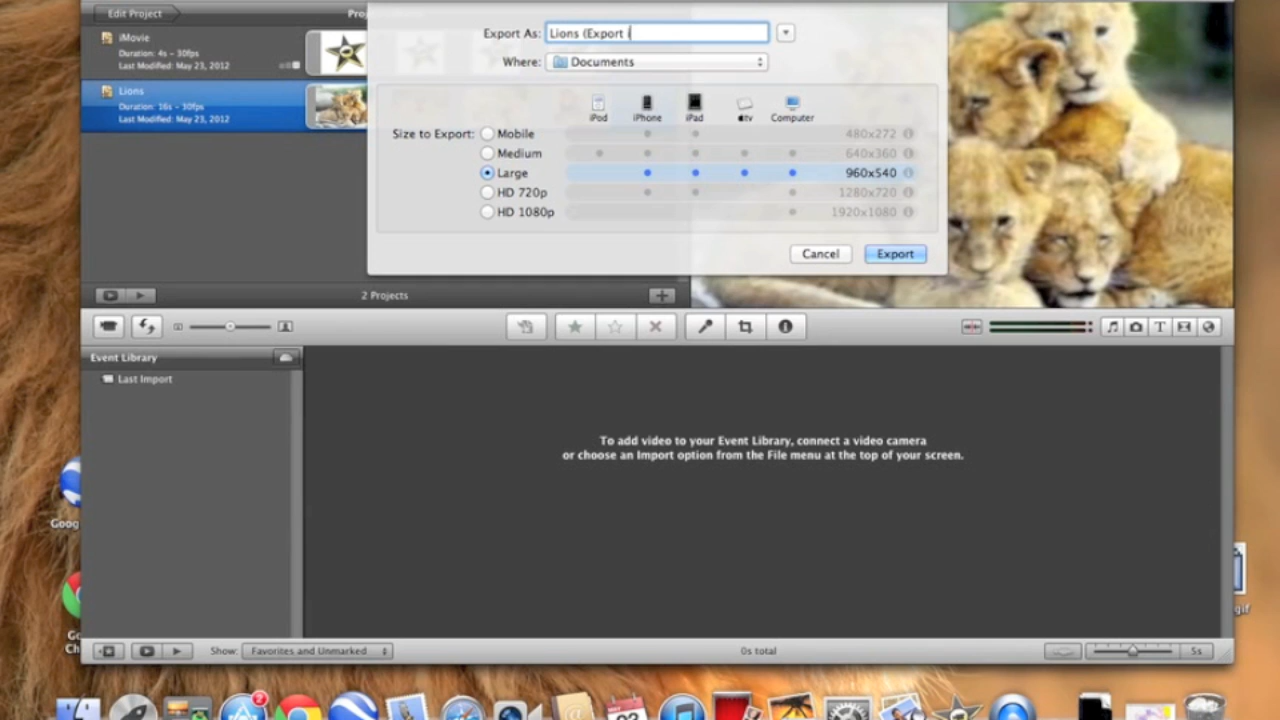 Edit Project
Export As: Lions (Export i
iMovie
Duration: 4s - 30fps
Last Modified: May 23, 2012
Where: Documents
Lions
Duration: 16s - 30fps
Last Modified: May 23, 2012
iPod iPhone iPad tv Computer
Size to Export: Mobile 480x272
Medium 640x360
Large 960x540
HD 720p 1280x720
HD 1080p 1920x1080
Cancel Export
2 Projects
Event Library
Last Import
To add video to your Event Library, connect a video camera
or choose an Import option from the File menu at the top of your screen.
Show: Favorites and Unmarked 0s total 5s
gif
2